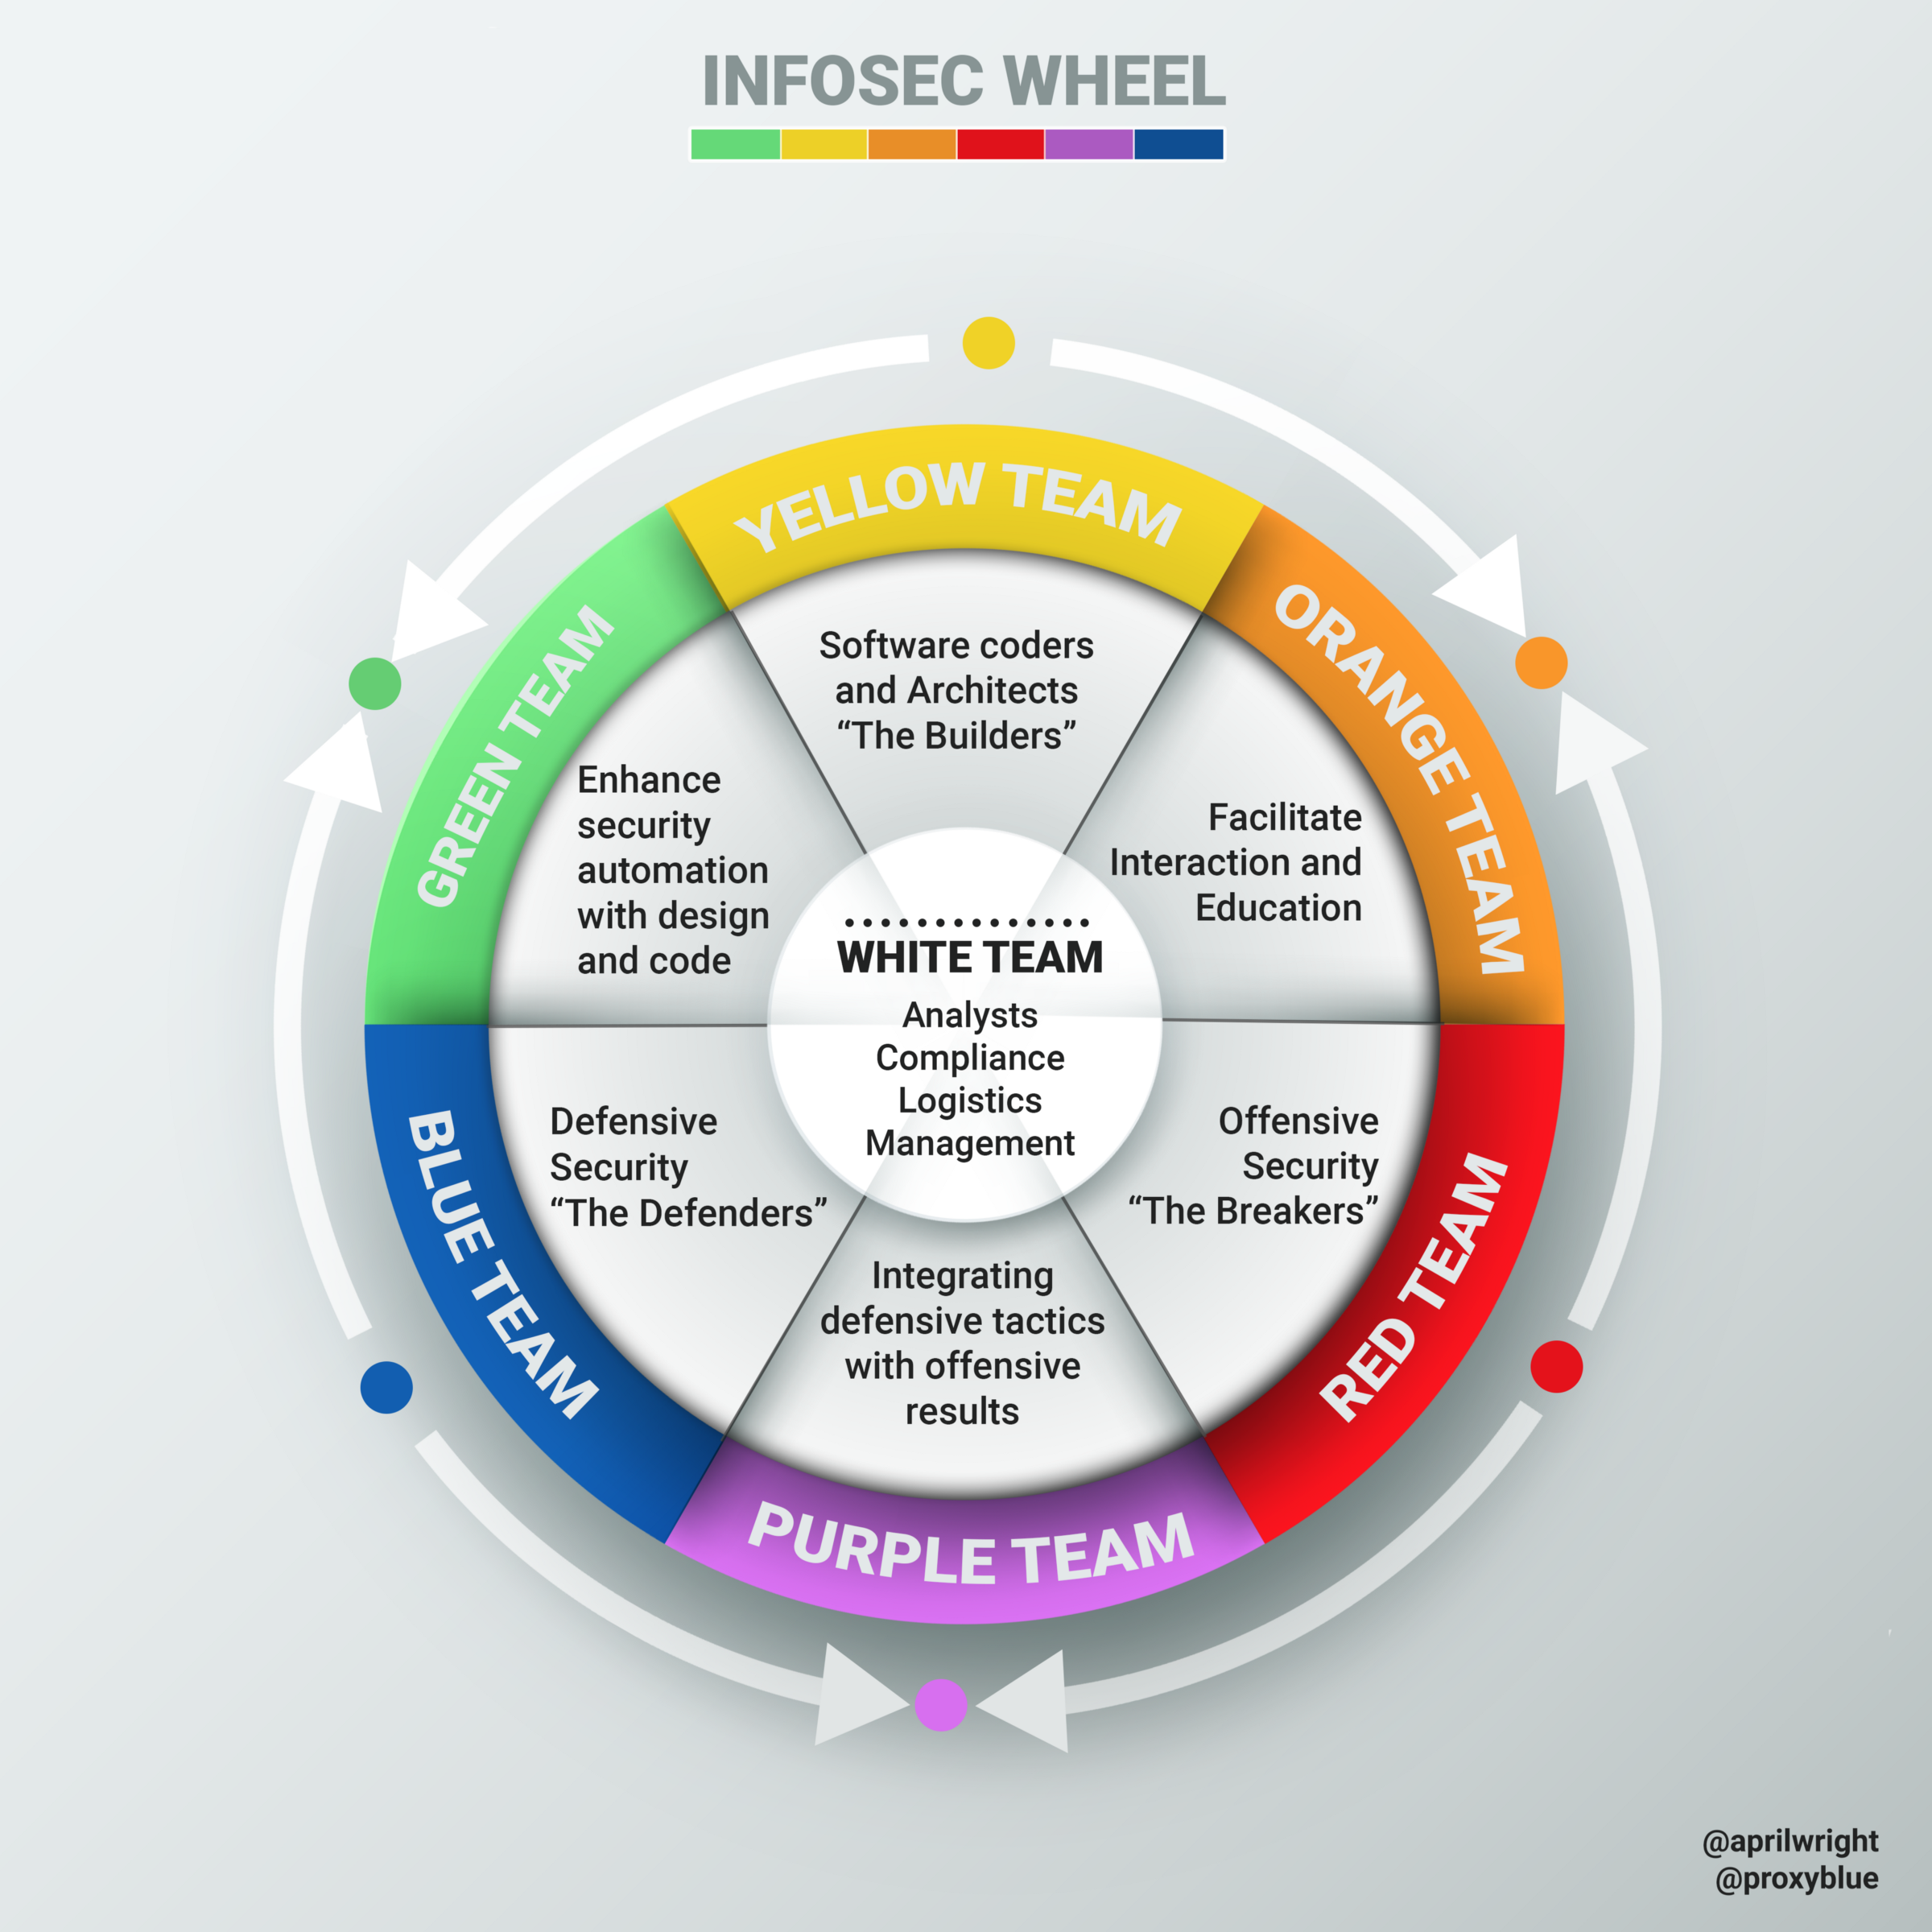 INFOSEC WHEEL
YELLOW TEAM
Software coders
and Architects
“The Builders”
ORANGE TEAM
Facilitate
Interaction and
Education
RED TEAM
Offensive
Security
“The Breakers”
PURPLE TEAM
Integrating
defensive tactics
with offensive
results
BLUE TEAM
Defensive
Security
“The Defenders”
GREEN TEAM
Enhance
security
automation
with design
and code
WHITE TEAM
Analysts
Compliance
Logistics
Management
@aprilwright
@proxyblue